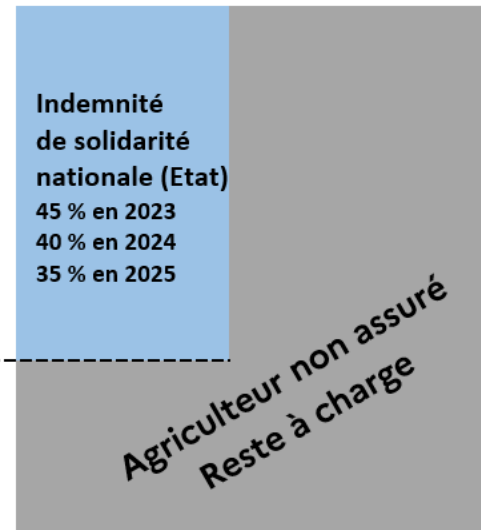 Indemnité
de solidarité
nationale (Etat)
45 % en 2023
40 % en 2024
35 % en 2025
Agriculteur non assuré
Reste à charge